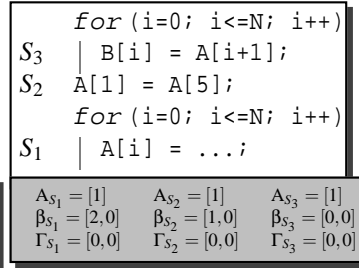 for (i=0; i<=N; i++)
S3 | B[i] = A[i+1];
S2 A[1] = A[5];
for (i=0; i<=N; i++)
S1 | A[i] = ...;
A_S1 = [1] A_S2 = [1] A_S3 = [1]
β_S1 = [2,0] β_S2 = [1,0] β_S3 = [0,0]
Γ_S1 = [0,0] Γ_S2 = [0,0] Γ_S3 = [0,0]